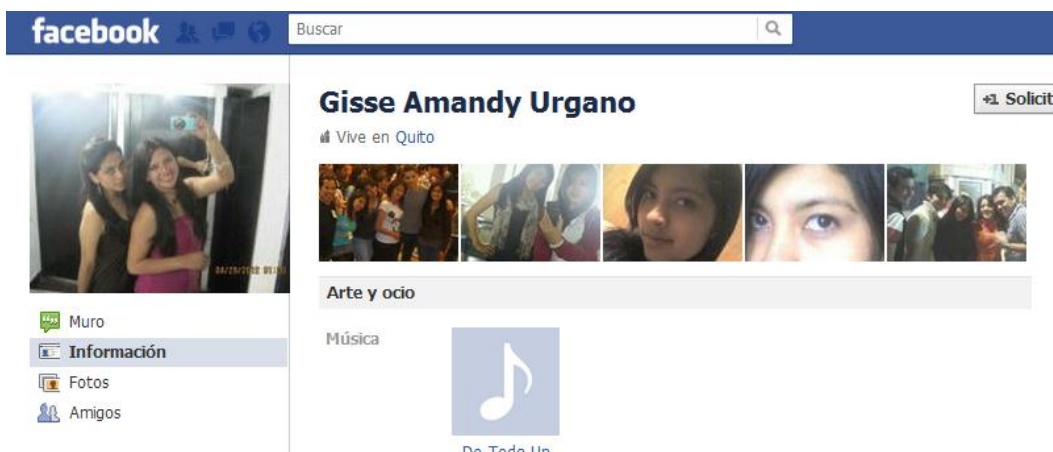 facebook
Buscar
Gisse Amandy Urgano
+1 Solicit
Vive en Quito
Muro
Información
Fotos
Amigos
Arte y ocio
Música
De Todo Un